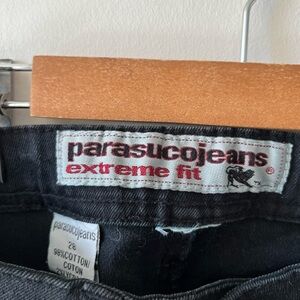 parasucojeans
extreme fit
®
parasucojeans
28
98%COTTON/
COTON